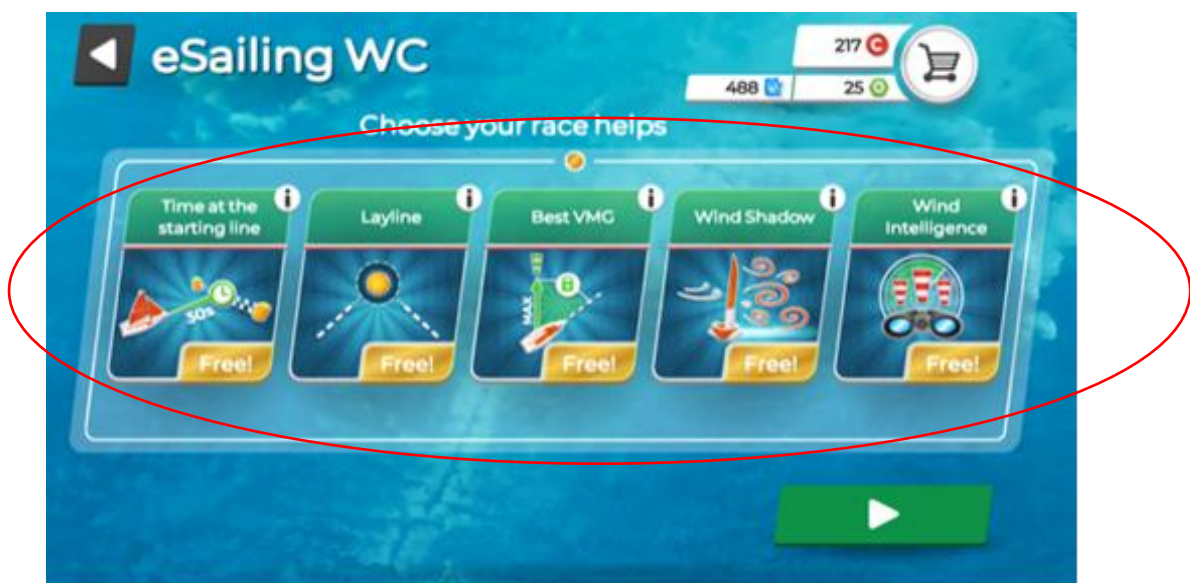 eSailing WC
217
488
25
Choose your race helps
Time at the
starting line
Layline
Best VMG
Wind Shadow
Wind
Intelligence
30s
MAX
Free!
Free!
Free!
Free!
Free!